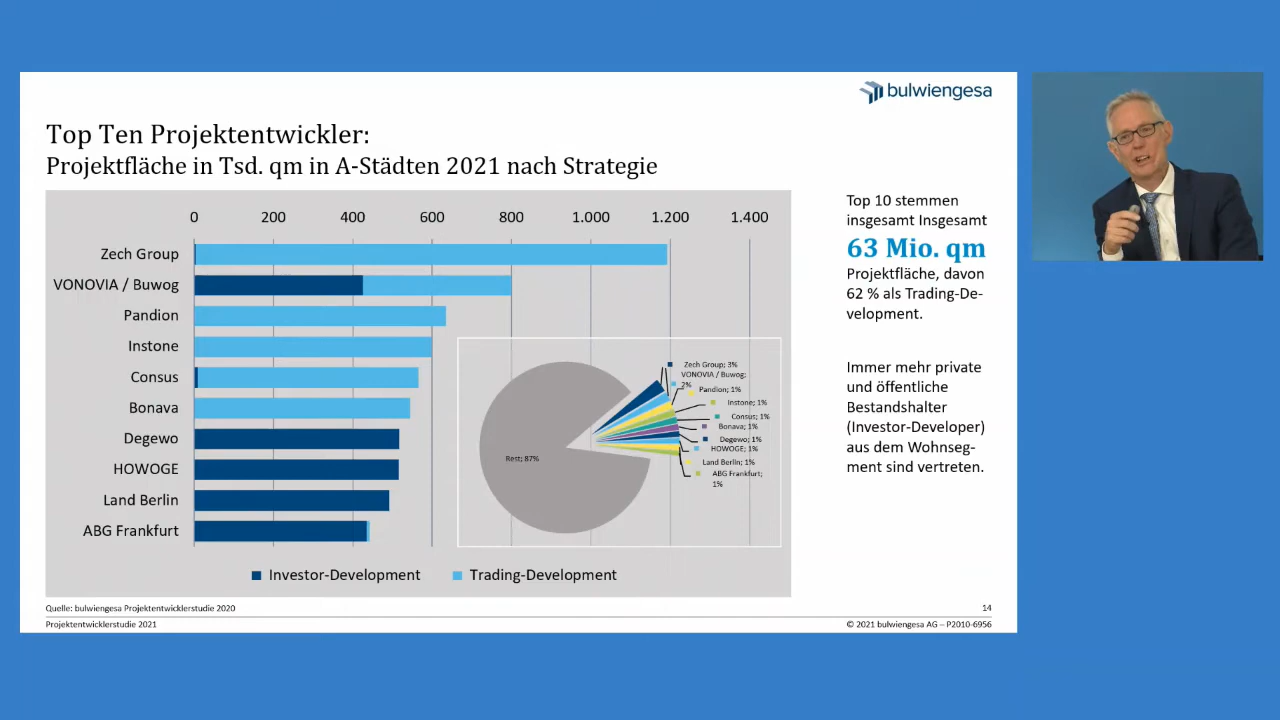 bulwiengesa
Top Ten Projektentwickler:
Projektfläche in Tsd. qm in A-Städten 2021 nach Strategie
0 200 400 600 800 1.000 1.200 1.400
Zech Group
VONOVIA / Buwog
Pandion
Instone
Consus
Bonava
Degewo
HOWOGE
Land Berlin
ABG Frankfurt
Rest; 87%
Zech Group; 3%
VONOVIA / Buwog;
2%
Pandion; 1%
Instone; 1%
Consus; 1%
Bonava; 1%
Degewo; 1%
HOWOGE; 1%
Land Berlin; 1%
ABG Frankfurt;
1%
Investor-Development Trading-Development
Top 10 stemmen
insgesamt Insgesamt
63 Mio. qm
Projektfläche, davon
62 % als Trading-De-
velopment.
Immer mehr private
und öffentliche
Bestandshalter
(Investor-Developer)
aus dem Wohnseg-
ment sind vertreten.
Quelle: bulwiengesa Projektentwicklerstudie 2020
14
Projektentwicklerstudie 2021
© 2021 bulwiengesa AG – P2010-6956